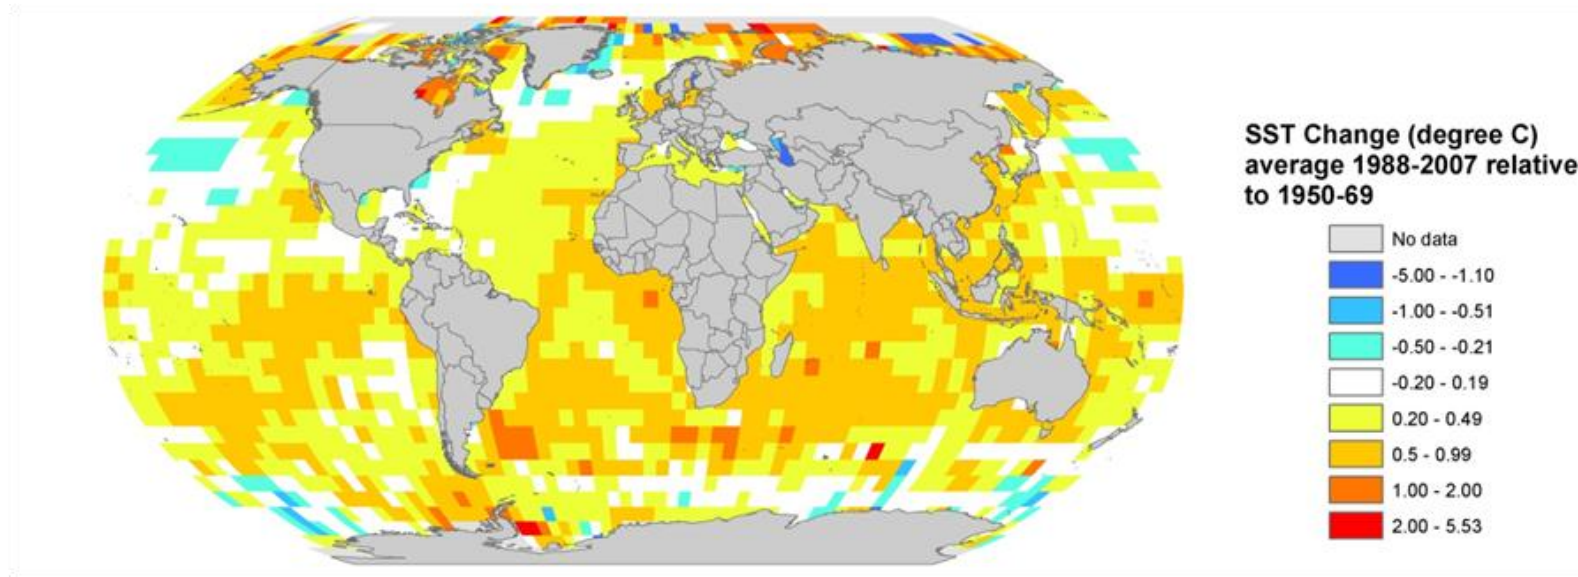 SST Change (degree C)
average 1988-2007 relative
to 1950-69
No data
-5.00 - -1.10
-1.00 - -0.51
-0.50 - -0.21
-0.20 - 0.19
0.20 - 0.49
0.5 - 0.99
1.00 - 2.00
2.00 - 5.53